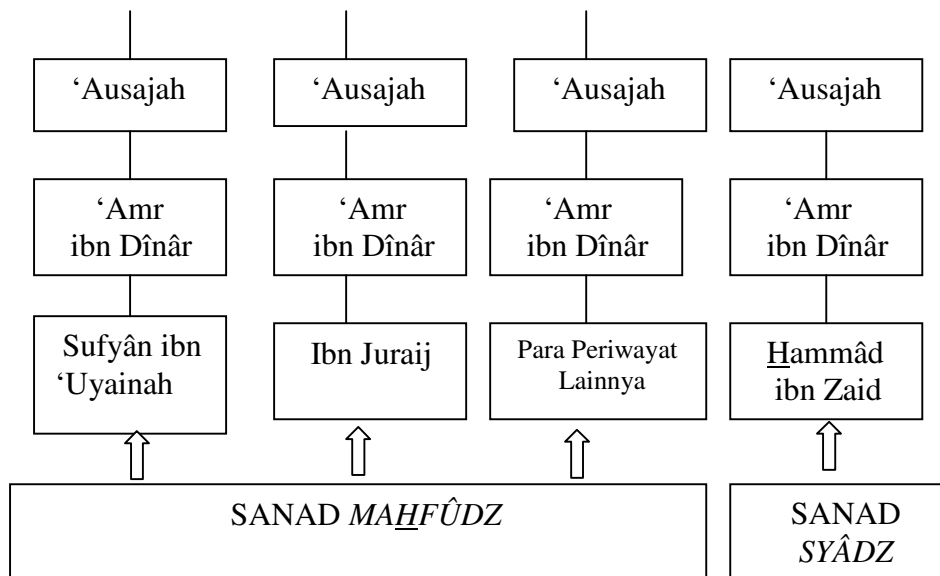 ‘Ausajah
‘Ausajah
‘Ausajah
‘Ausajah
‘Amr
ibn Dînâr
‘Amr
ibn Dînâr
‘Amr
ibn Dînâr
‘Amr
ibn Dînâr
Sufyân ibn
‘Uyainah
Ibn Juraij
Para Periwayat
Lainnya
Hammâd
ibn Zaid
SANAD MAHFÛDZ
SANAD
SYÂDZ